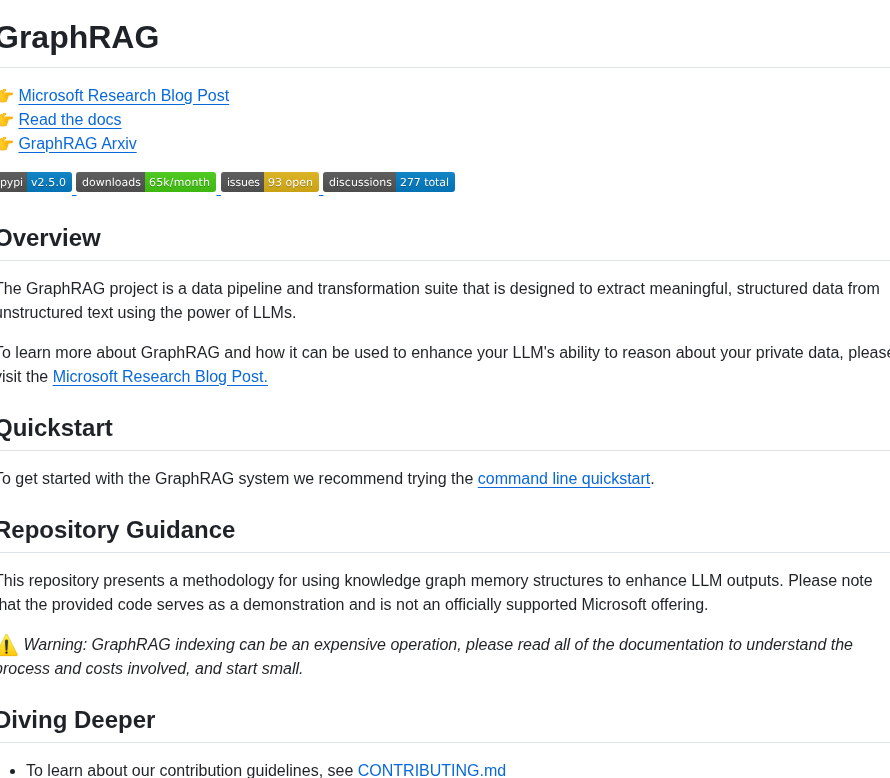 GraphRAG
👉 Microsoft Research Blog Post
👉 Read the docs
👉 GraphRAG Arxiv
pypi v2.5.0 downloads 65k/month issues 93 open discussions 277 total
Overview
The GraphRAG project is a data pipeline and transformation suite that is designed to extract meaningful, structured data from
unstructured text using the power of LLMs.
To learn more about GraphRAG and how it can be used to enhance your LLM's ability to reason about your private data, please
visit the Microsoft Research Blog Post.
Quickstart
To get started with the GraphRAG system we recommend trying the command line quickstart.
Repository Guidance
This repository presents a methodology for using knowledge graph memory structures to enhance LLM outputs. Please note
that the provided code serves as a demonstration and is not an officially supported Microsoft offering.
⚠️ Warning: GraphRAG indexing can be an expensive operation, please read all of the documentation to understand the
process and costs involved, and start small.
Diving Deeper
• To learn about our contribution guidelines, see CONTRIBUTING.md